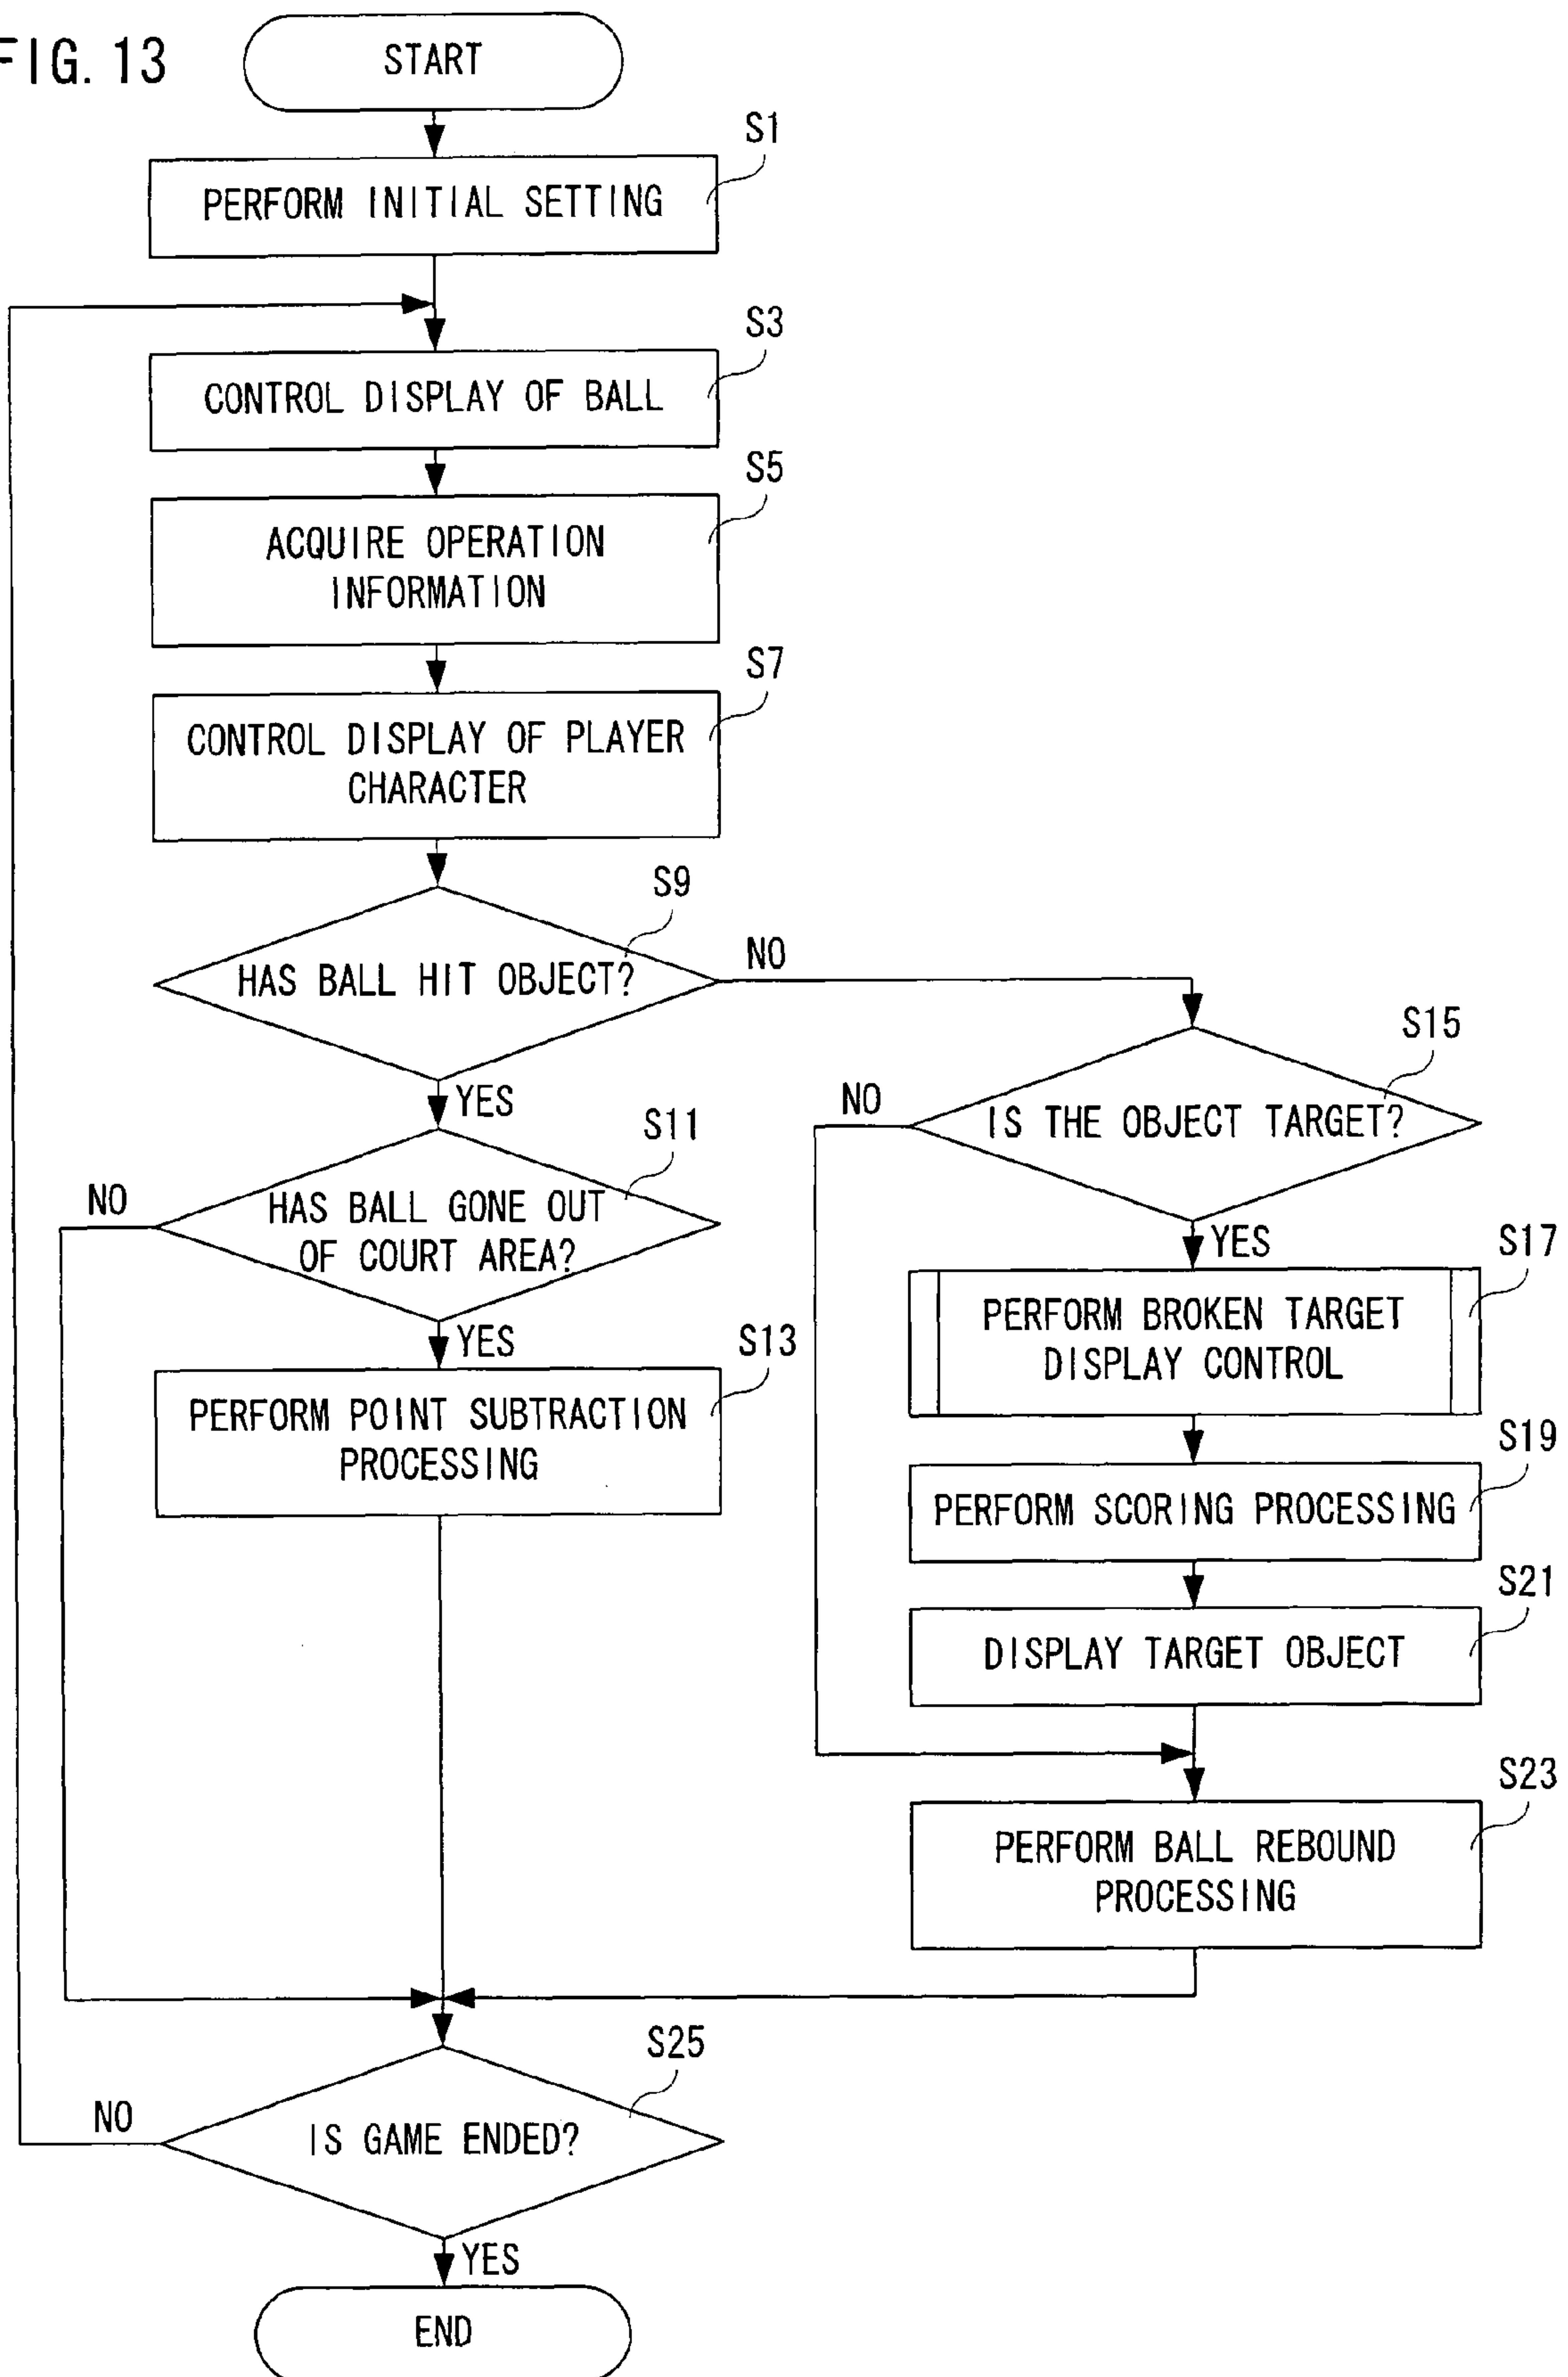 FIG. 13
START
S1
PERFORM INITIAL SETTING
S3
CONTROL DISPLAY OF BALL
S5
ACQUIRE OPERATION
INFORMATION
S7
CONTROL DISPLAY OF PLAYER
CHARACTER
S9
HAS BALL HIT OBJECT?
NO
YES
S11
HAS BALL GONE OUT
OF COURT AREA?
NO
YES
S13
PERFORM POINT SUBTRACTION
PROCESSING
S15
IS THE OBJECT TARGET?
NO
YES
S17
PERFORM BROKEN TARGET
DISPLAY CONTROL
S19
PERFORM SCORING PROCESSING
S21
DISPLAY TARGET OBJECT
S23
PERFORM BALL REBOUND
PROCESSING
S25
IS GAME ENDED?
NO
YES
END